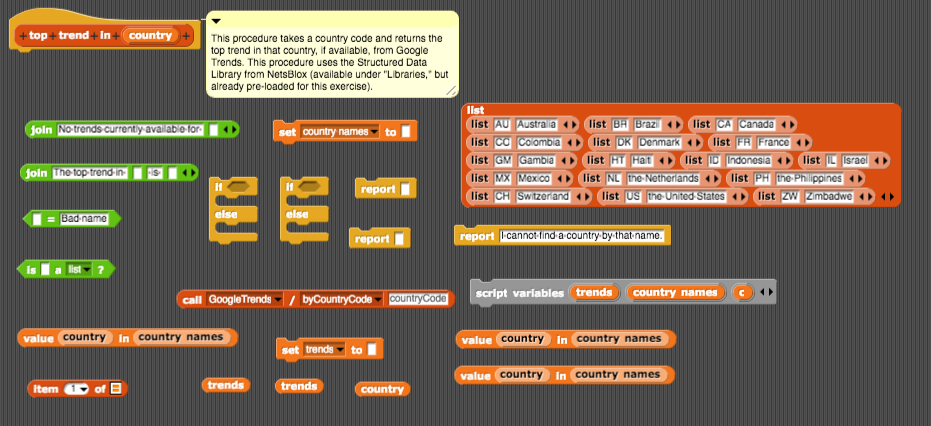 + top + trend + in + country +
This procedure takes a country code and returns the
top trend in that country, if available, from Google
Trends. This procedure uses the Structured Data
Library from NetsBlox (available under "Libraries," but
already pre-loaded for this exercise).
list
list AU Australia list BR Brazil list CA Canada
list CO Colombia list DK Denmark list FR France
list GM Gambia list HT Haiti list ID Indonesia list IL Israel
list MX Mexico list NL the·Netherlands list PH the·Philippines
list CH Switzerland list US the·United·States list ZW Zimbadwe
join No·trends·currently·available·for·
set country names to
join The·top·trend·in· ·is·
if
else
if
else
report
= Bad·name
report
report I·cannot·find·a·country·by·that·name.
is a list ?
call GoogleTrends / byCountryCode countryCode
script variables trends country names c
value country in country names
set trends to
value country in country names
item 1 of
trends
trends
country
value country in country names